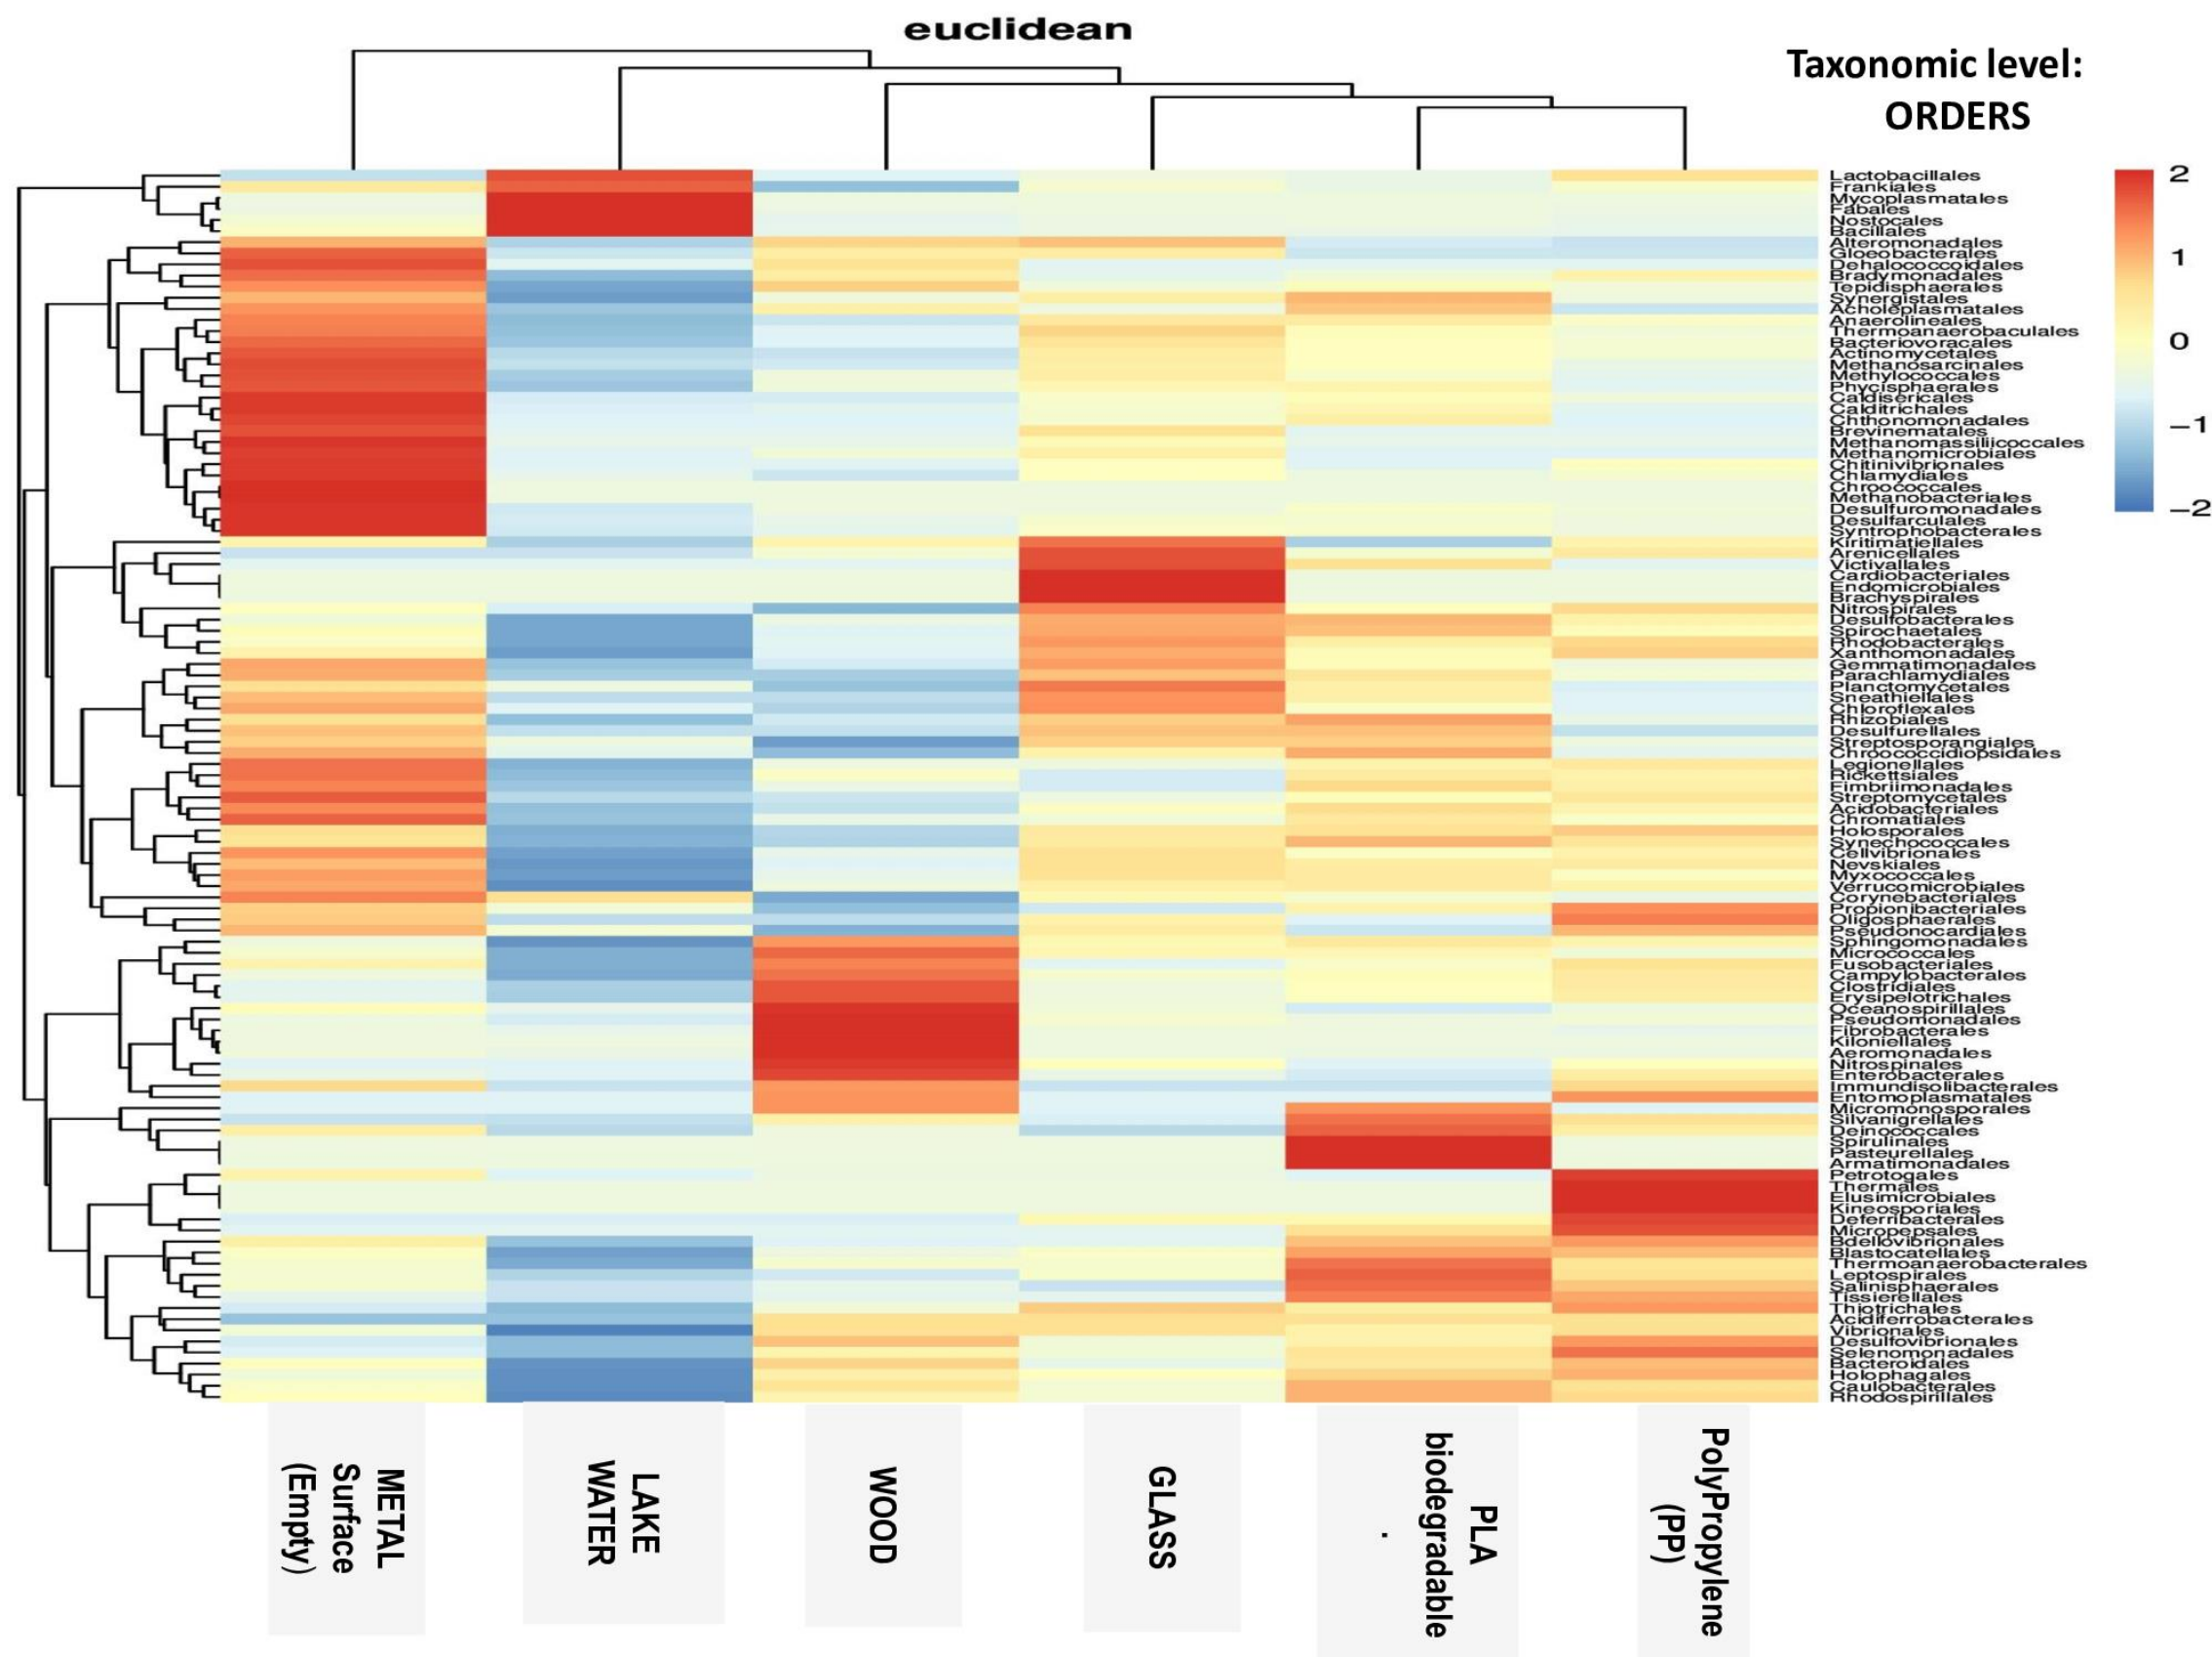 euclidean
Taxonomic level:
ORDERS
2
1
0
−1
−2
Lactobacillales
Frankiales
Mycoplasmatales
Fabales
Nostocales
Bacillales
Alteromonadales
Gloeobacterales
Dehalococcoidales
Bradymonadales
Tepidisphaerales
Synergistales
Acholeplasmatales
Anaerolineales
Thermoanaerobaculales
Bacteriovoracales
Actinomycetales
Methanosarcinales
Methylococcales
Phycisphaerales
Caldisericales
Calditrichales
Chthonomonadales
Brevinematales
Methanomassiliicoccales
Methanomicrobiales
Chitinivibrionales
Chlamydiales
Chroococcales
Methanobacteriales
Desulfuromonadales
Desulfarculales
Syntrophobacterales
Kiritimatiellales
Arenicellales
Victivallales
Cardiobacteriales
Endomicrobiales
Brachyspirales
Nitrospirales
Desulfobacterales
Spirochaetales
Rhodobacterales
Xanthomonadales
Gemmatimonadales
Parachlamydiales
Planctomycetales
Sneathiellales
Chloroflexales
Rhizobiales
Desulfurellales
Streptosporangiales
Chroococcidiopsidales
Legionellales
Rickettsiales
Fimbriimonadales
Streptomycetales
Acidobacteriales
Chromatiales
Holosporales
Synechococcales
Cellvibrionales
Nevskiales
Myxococcales
Verrucomicrobiales
Corynebacteriales
Propionibacteriales
Oligosphaerales
Pseudonocardiales
Sphingomonadales
Micrococcales
Fusobacteriales
Campylobacterales
Clostridiales
Erysipelotrichales
Oceanospirillales
Pseudomonadales
Fibrobacterales
Kiloniellales
Aeromonadales
Nitrospinales
Enterobacterales
Immundisolibacterales
Entomoplasmatales
Micromonosporales
Silvanigrellales
Deinococcales
Spirulinales
Pasteurellales
Armatimonadales
Petrotogales
Thermales
Elusimicrobiales
Kineosporiales
Deferribacterales
Micropepsales
Bdellovibrionales
Blastocatellales
Thermoanaerobacterales
Leptospirales
Salinisphaerales
Tissierellales
Thiotrichales
Acidiferrobacterales
Vibrionales
Desulfovibrionales
Selenomonadales
Bacteroidales
Holophagales
Caulobacterales
Rhodospirillales
METAL
Surface
(Empty)
LAKE
WATER
WOOD
GLASS
PLA
biodegradable
.
PolyPropylene
(PP)